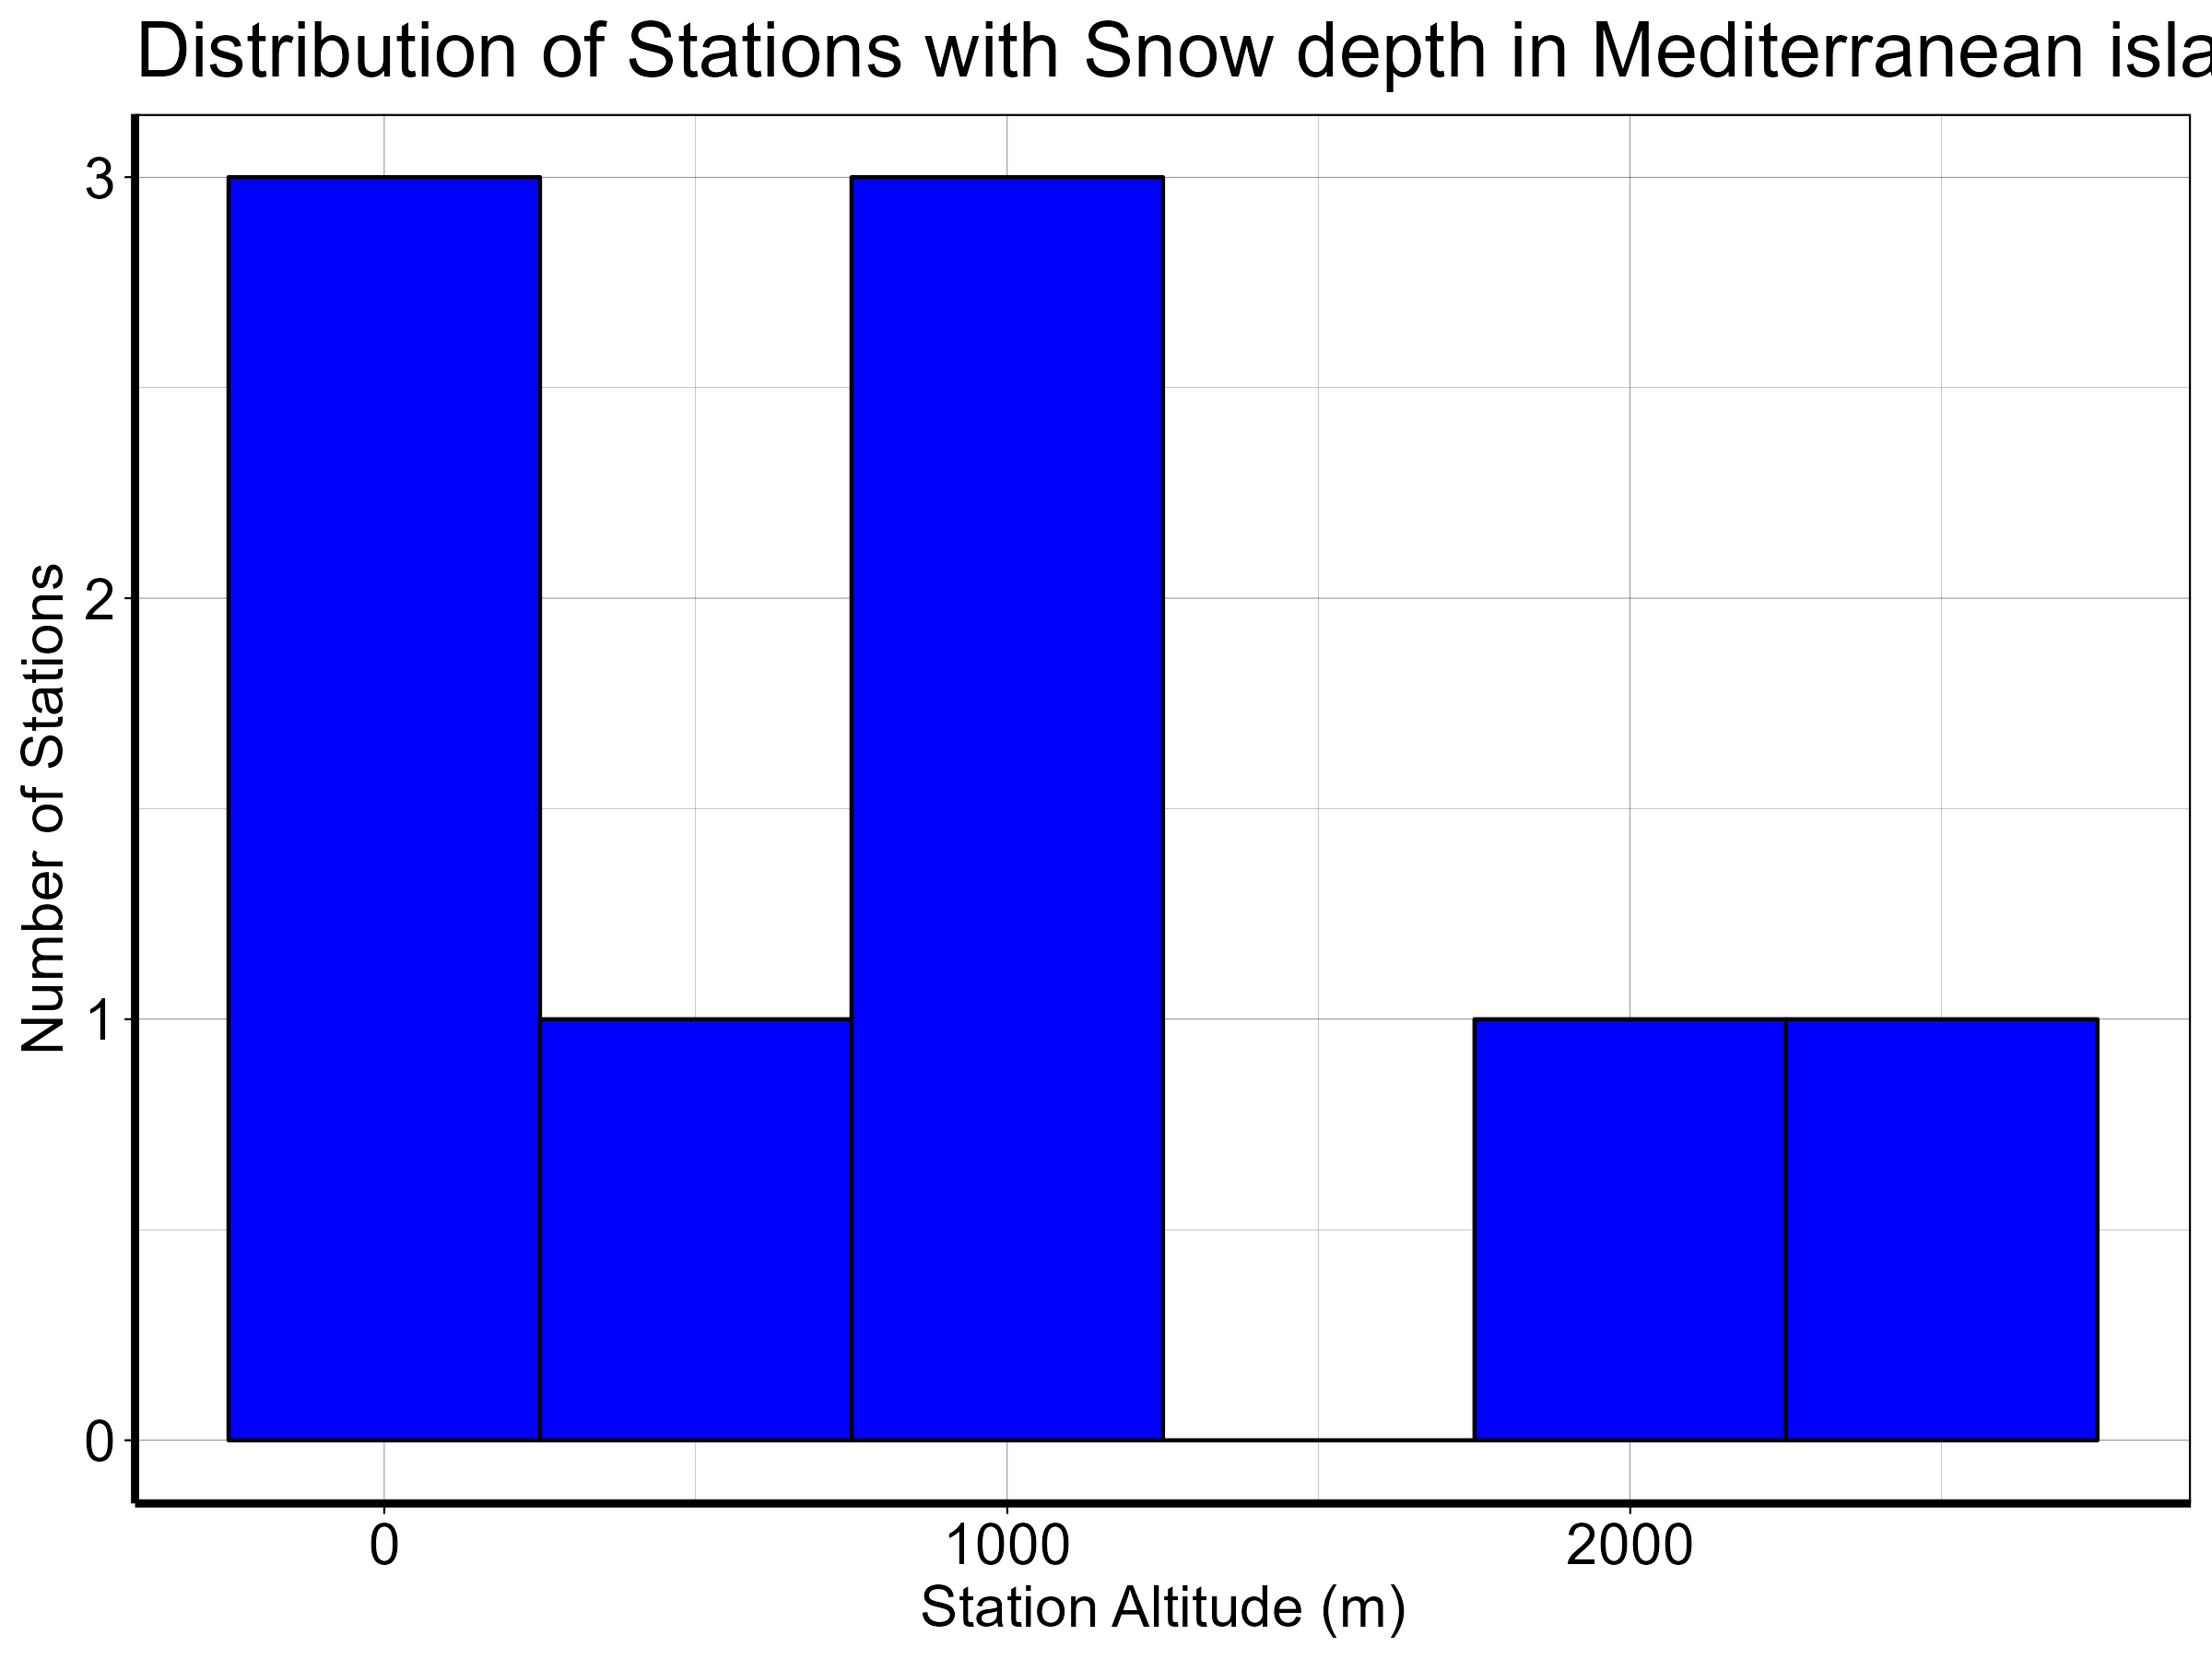 Distribution of Stations with Snow depth in Mediterranean isla
3
2
1
0
Number of Stations
0 1000 2000
Station Altitude (m)